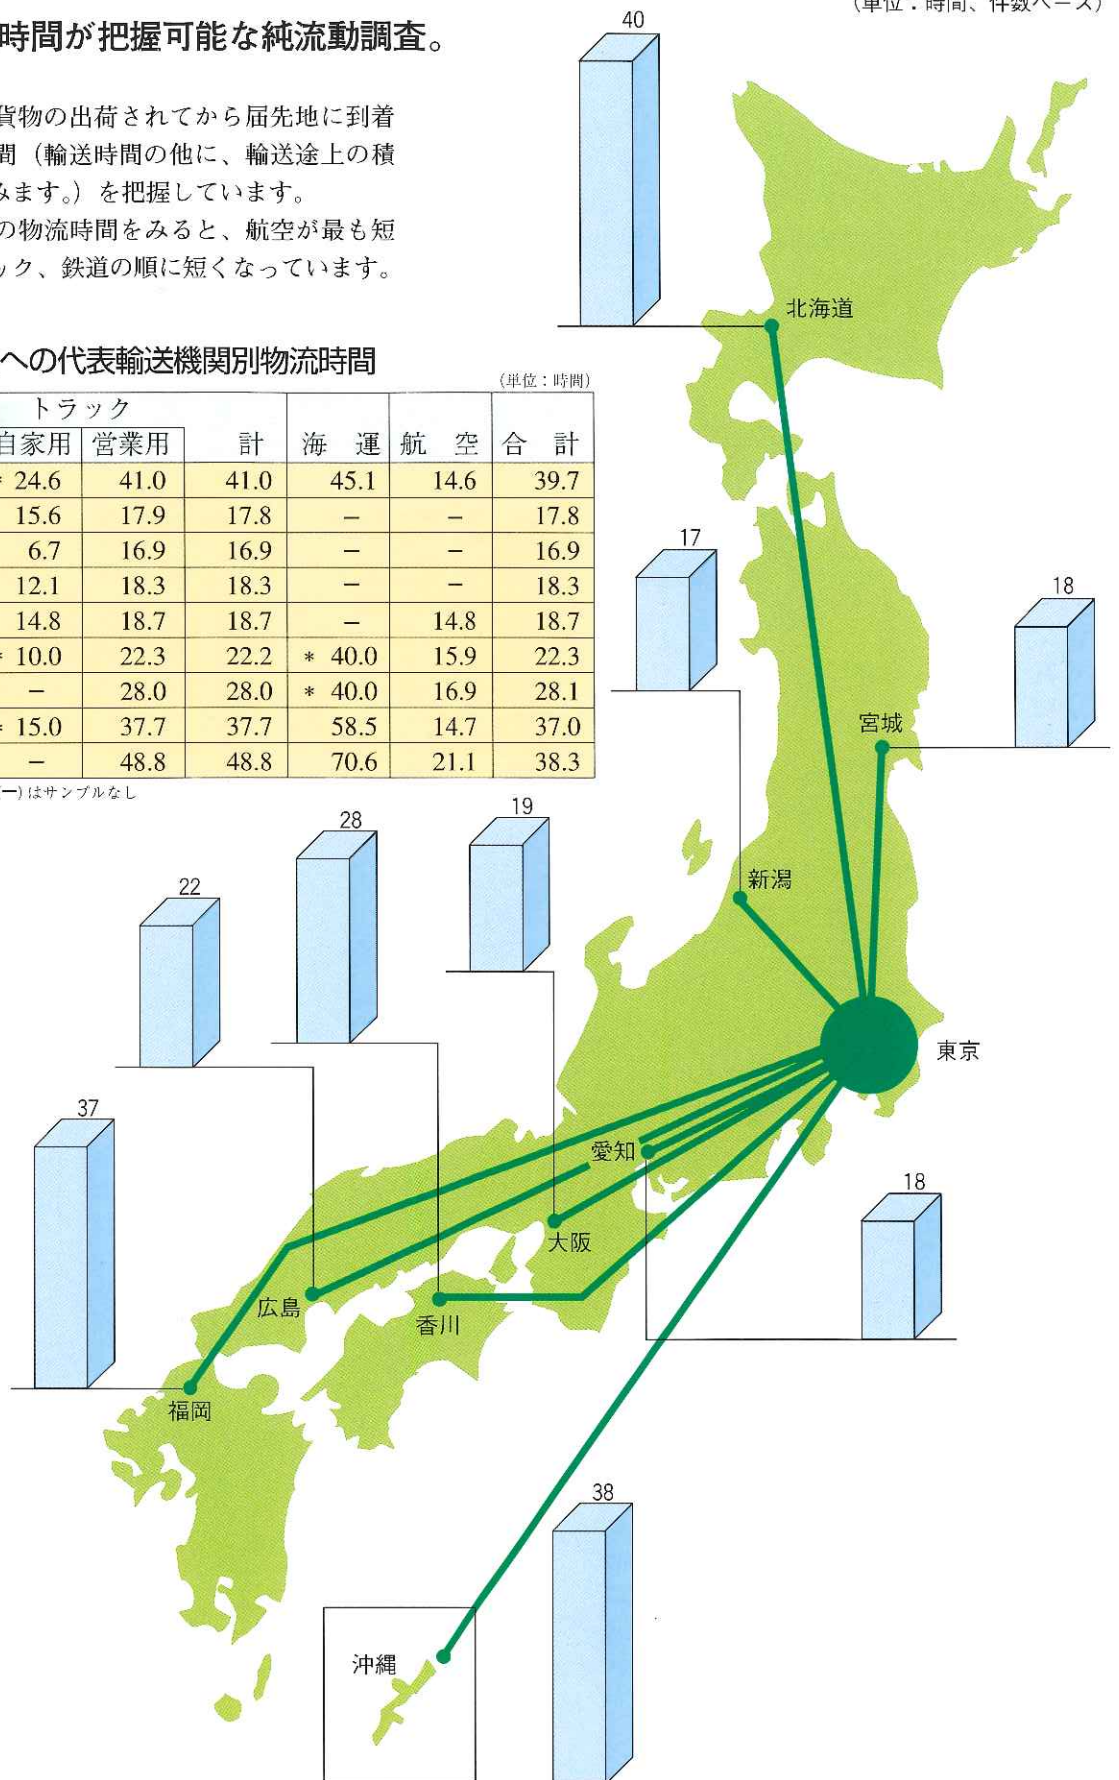 (単位:時間、件数ベース)
時間が把握可能な純流動調査。
貨物の出荷されてから届先地に到着
間(輸送時間の他に、輸送途上の積
みます。)を把握しています。
の物流時間をみると、航空が最も短
ック、鉄道の順に短くなっています。
への代表輸送機関別物流時間
(単位:時間)
トラック
自家用 営業用 計 海運 航空 合計
* 24.6 41.0 41.0 45.1 14.6 39.7
15.6 17.9 17.8 − − 17.8
6.7 16.9 16.9 − − 16.9
12.1 18.3 18.3 − − 18.3
14.8 18.7 18.7 − 14.8 18.7
* 10.0 22.3 22.2 * 40.0 15.9 22.3
− 28.0 28.0 * 40.0 16.9 28.1
* 15.0 37.7 37.7 58.5 14.7 37.0
− 48.8 48.8 70.6 21.1 38.3
(−)はサンプルなし
40
北海道
17
18
宮城
新潟
19
28
22
37
東京
愛知
18
大阪
広島
香川
福岡
38
沖縄